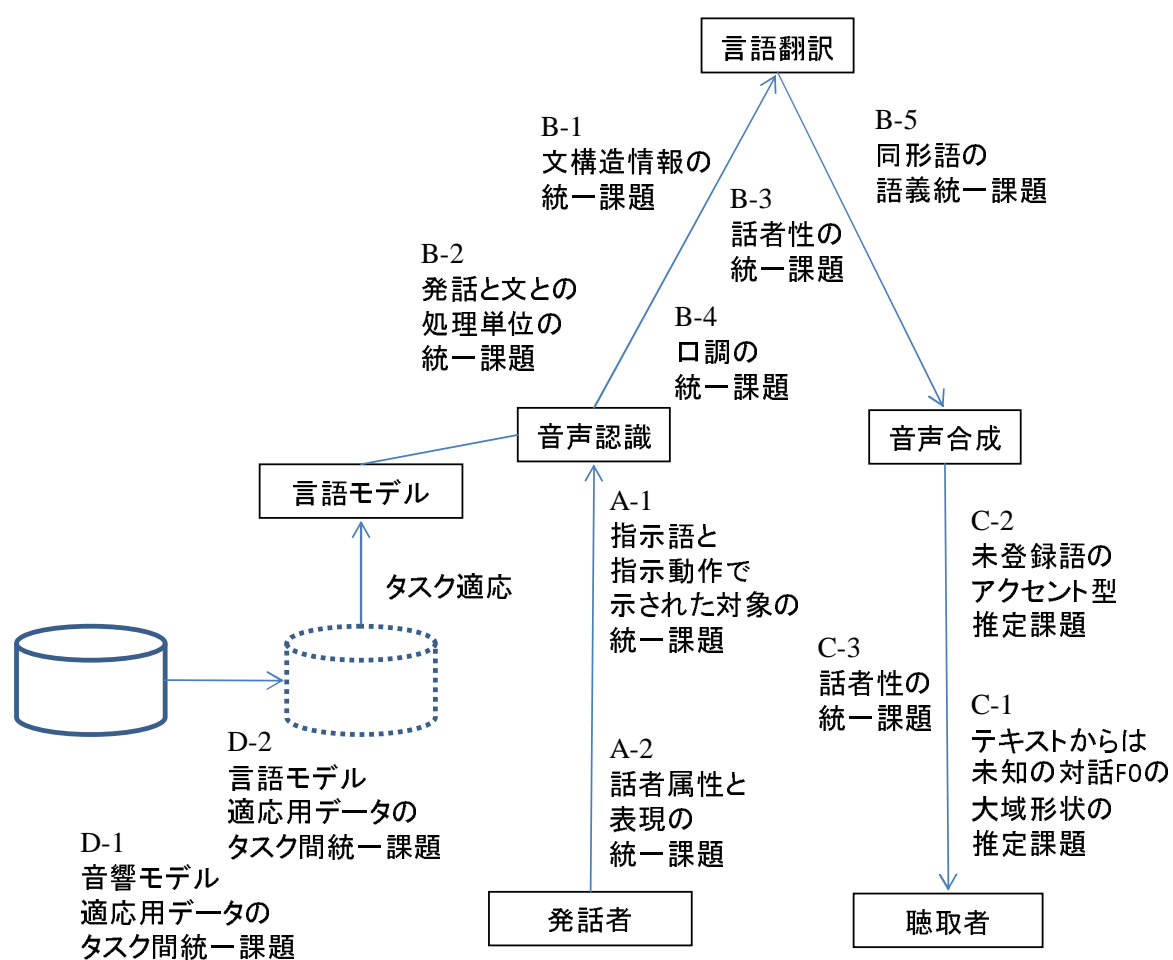 言語翻訳
B-1
文構造情報の
統一課題
B-5
同形語の
語義統一課題
B-3
話者性の
統一課題
B-2
発話と文との
処理単位の
統一課題
B-4
口調の
統一課題
音声認識
音声合成
言語モデル
タスク適応
A-1
指示語と
指示動作で
示された対象の
統一課題
C-2
未登録語の
アクセント型
推定課題
C-3
話者性の
統一課題
C-1
テキストからは
未知の対話F0の
大域形状の
推定課題
D-2
言語モデル
適応用データの
タスク間統一課題
A-2
話者属性と
表現の
統一課題
D-1
音響モデル
適応用データの
タスク間統一課題
発話者
聴取者